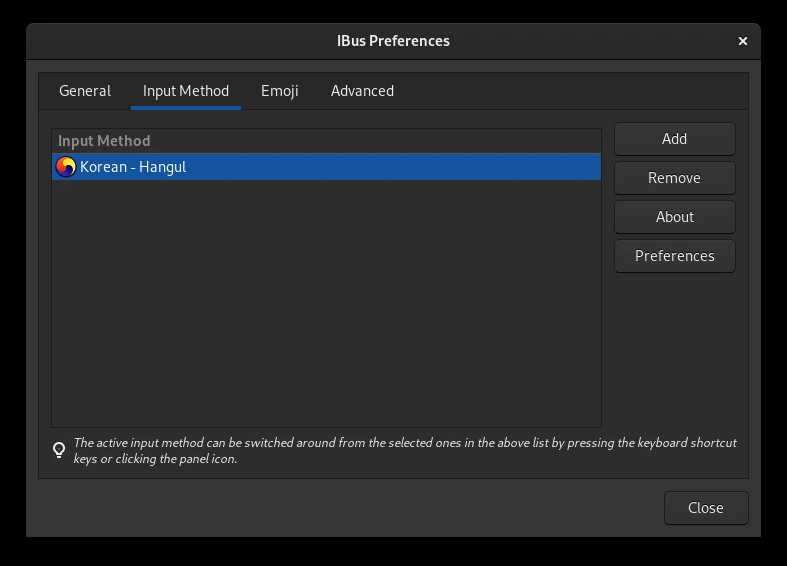 IBus Preferences
General Input Method Emoji Advanced
Input Method
Korean - Hangul
Add
Remove
About
Preferences
The active input method can be switched around from the selected ones in the above list by pressing the keyboard shortcut
keys or clicking the panel icon.
Close